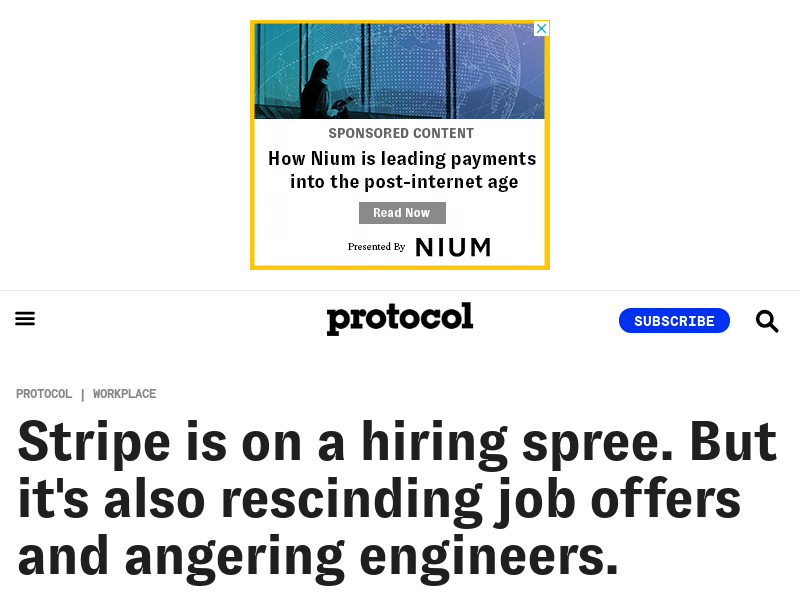 SPONSORED CONTENT
How Nium is leading payments
into the post-internet age
Read Now
Presented By NIUM
protocol
SUBSCRIBE
PROTOCOL | WORKPLACE
Stripe is on a hiring spree. But
it's also rescinding job offers
and angering engineers.